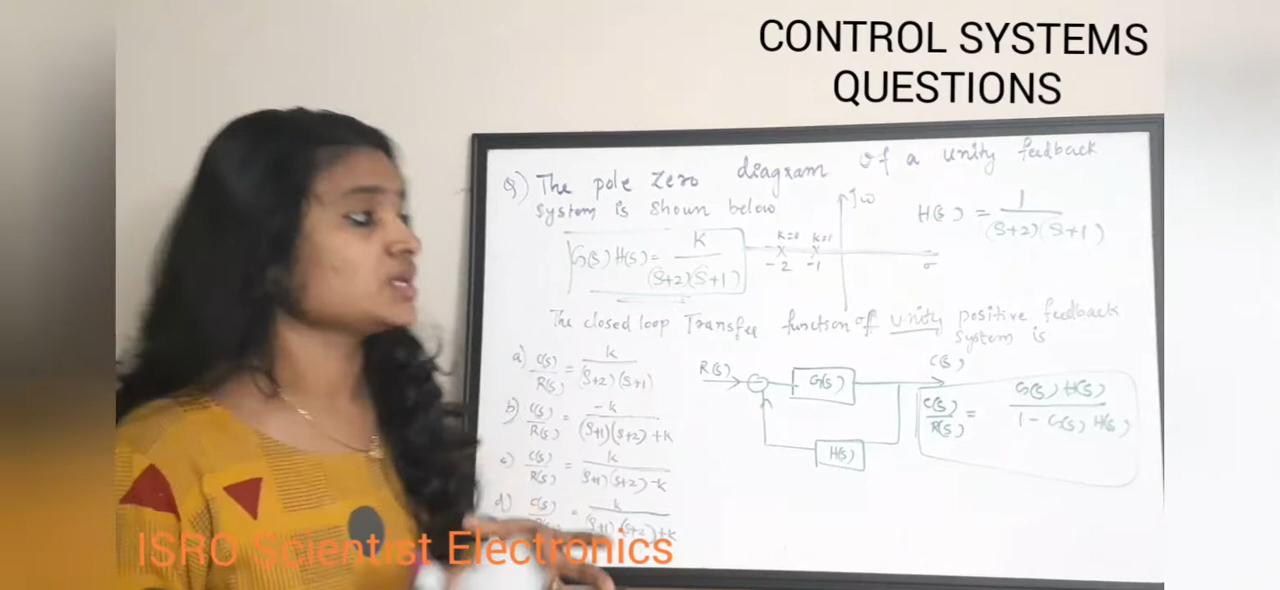 CONTROL SYSTEMS
QUESTIONS
Q) The pole zero diagram of a unity feedback
system is shown below
jω
K=0 K=1
-2 -1
σ
G(s)H(s) = K/((S+2)(S+1))
H(s) = 1/((S+2)(S+1))
The closed loop Transfer function of unity positive feedback
system is
a) C(s)/R(s) = k/((S+2)(S+1))
b) C(s)/R(s) = -k/((S+1)(S+2)+k)
c) C(s)/R(s) = k/((S+1)(S+2)-k)
d) C(s)/R(s) = k/((S+1)(S+2)+k)
R(s)
G(s)
C(s)
H(s)
C(s)/R(s) = G(s)H(s)/(1-G(s)H(s))
ISRO Scientist Electronics